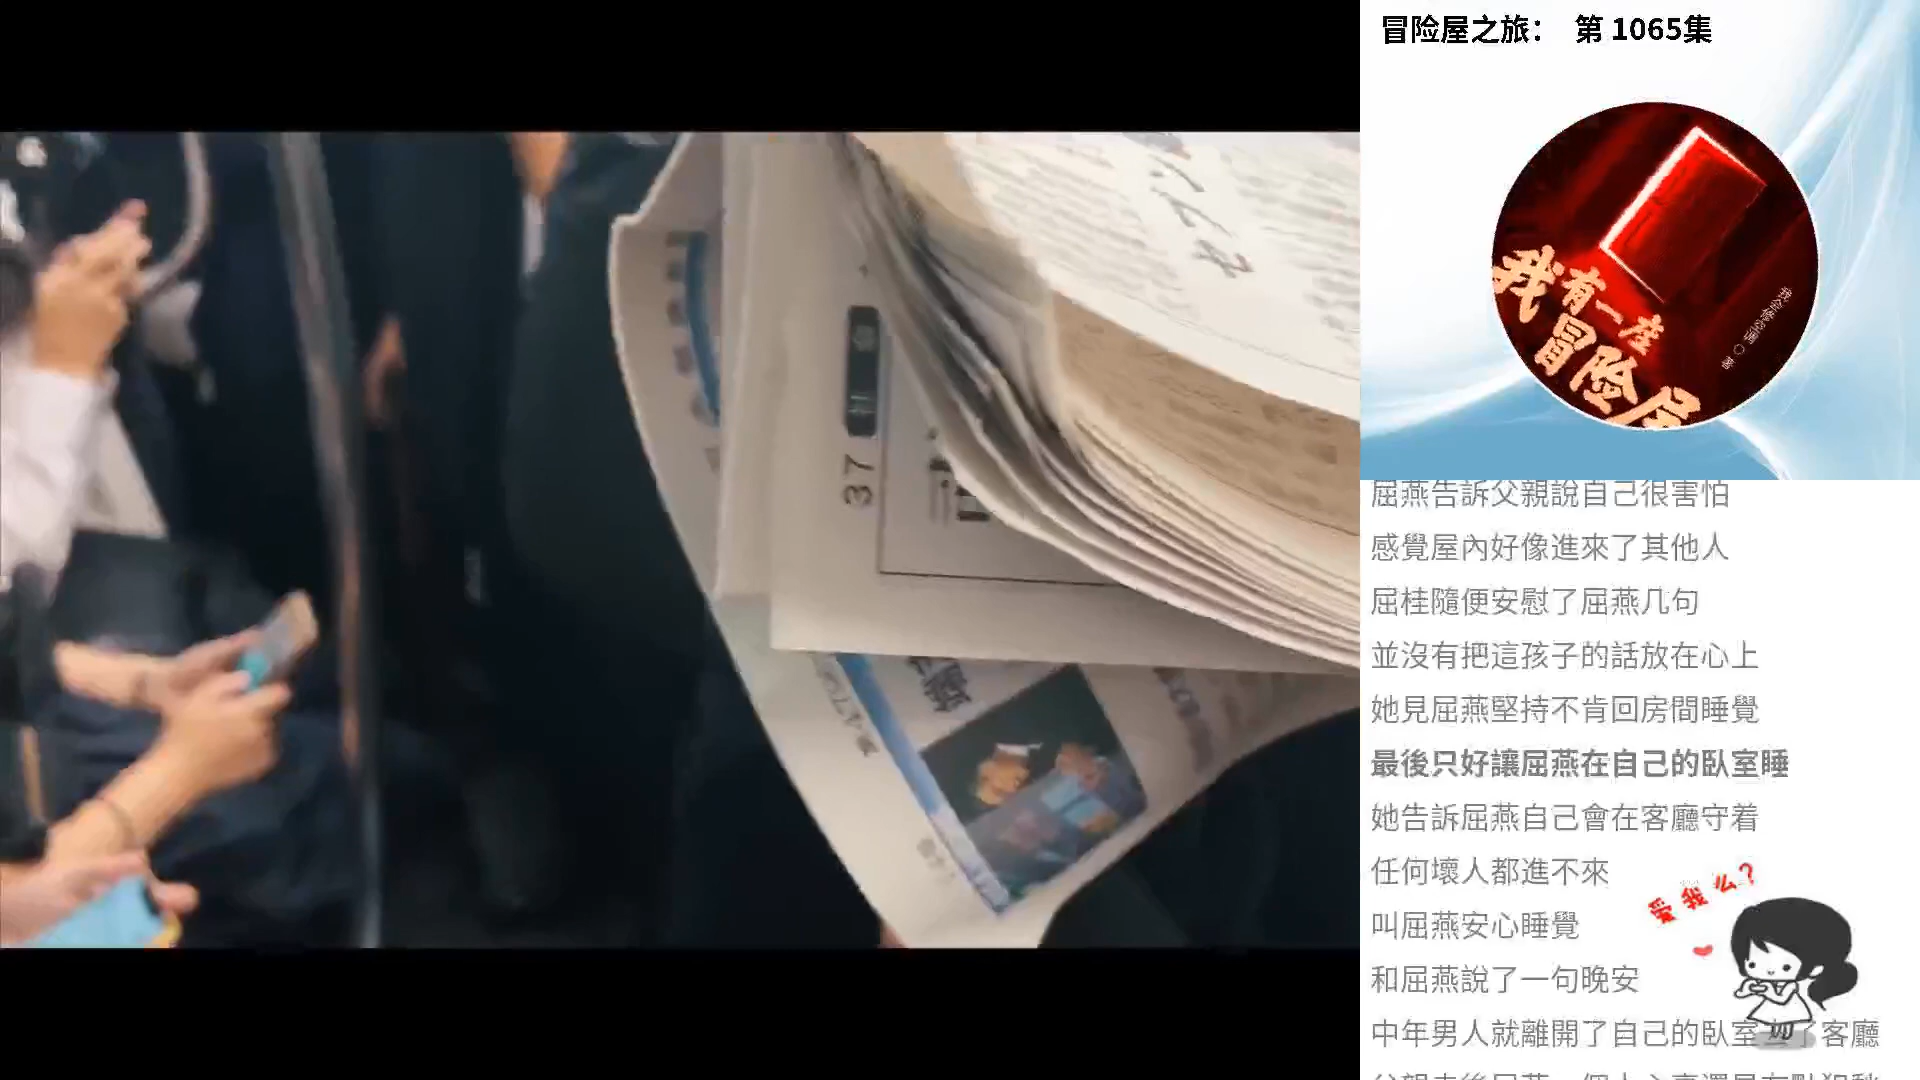 冒险屋之旅： 第 1065集
我有一座
冒险屋
37
屈燕告訴父親說自己很害怕
感覺屋內好像進來了其他人
屈桂隨便安慰了屈燕几句
並沒有把這孩子的話放在心上
她見屈燕堅持不肯回房間睡覺
最後只好讓屈燕在自己的臥室睡
她告訴屈燕自己會在客廳守着
任何壞人都進不來
爱我么?
叫屈燕安心睡覺
和屈燕說了一句晚安
中年男人就離開了自己的臥室去了客廳